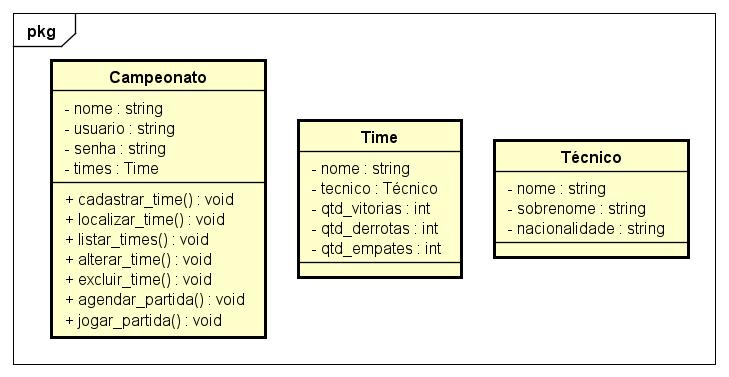 pkg
Campeonato
- nome : string
- usuario : string
- senha : string
- times : Time
+ cadastrar_time() : void
+ localizar_time() : void
+ listar_times() : void
+ alterar_time() : void
+ excluir_time() : void
+ agendar_partida() : void
+ jogar_partida() : void
Time
- nome : string
- tecnico : Técnico
- qtd_vitorias : int
- qtd_derrotas : int
- qtd_empates : int
Técnico
- nome : string
- sobrenome : string
- nacionalidade : string